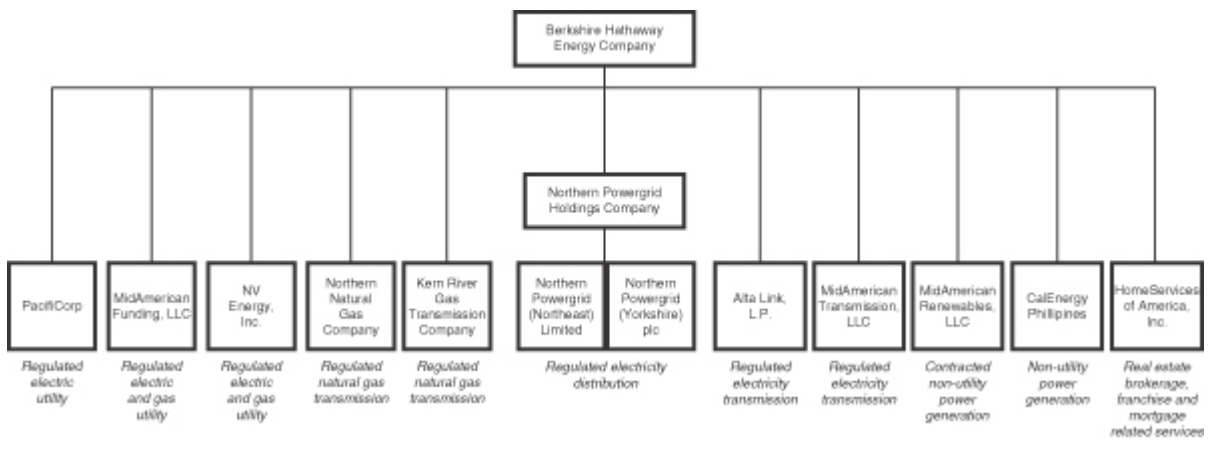 Berkshire Hathaway
Energy Company
Northern Powergrid
Holdings Company
PacifiCorp
MidAmerican
Funding, LLC
NV
Energy,
Inc.
Northern
Natural
Gas
Company
Kern River
Gas
Transmission
Company
Northern
Powergrid
(Northeast)
Limited
Northern
Powergrid
(Yorkshire)
plc
Alta Link,
L.P.
MidAmerican
Transmission,
LLC
MidAmerican
Renewables,
LLC
CalEnergy
Phillipines
HomeServices
of America,
Inc.
Regulated
electric
utility
Regulated
electric
and gas
utility
Regulated
electric
and gas
utility
Regulated
natural gas
transmission
Regulated
natural gas
transmission
Regulated electricity
distribution
Regulated
electricity
transmission
Regulated
electricity
transmission
Contracted
non-utility
power
generation
Non-utility
power
generation
Real estate
brokerage,
franchise and
mortgage
related services